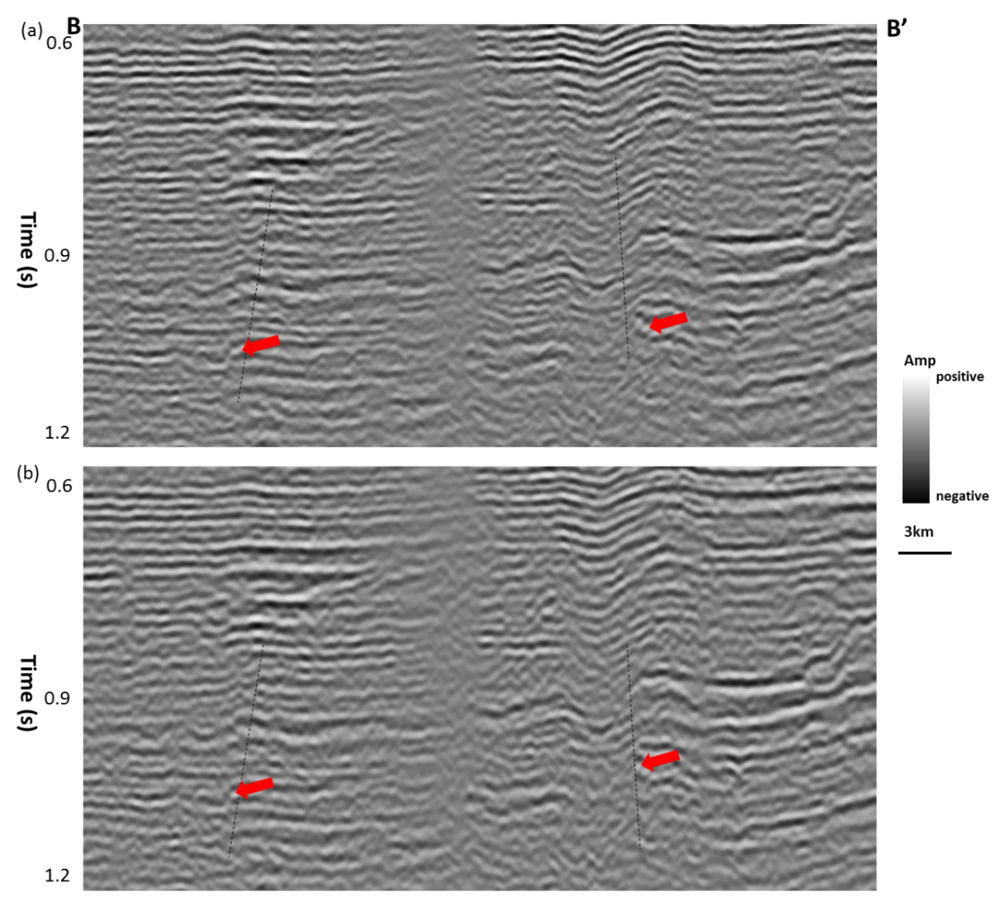 (a) B B’
0.6
Time (s)
0.9
1.2
Amp
positive
negative
3km
(b)
0.6
Time (s)
0.9
1.2